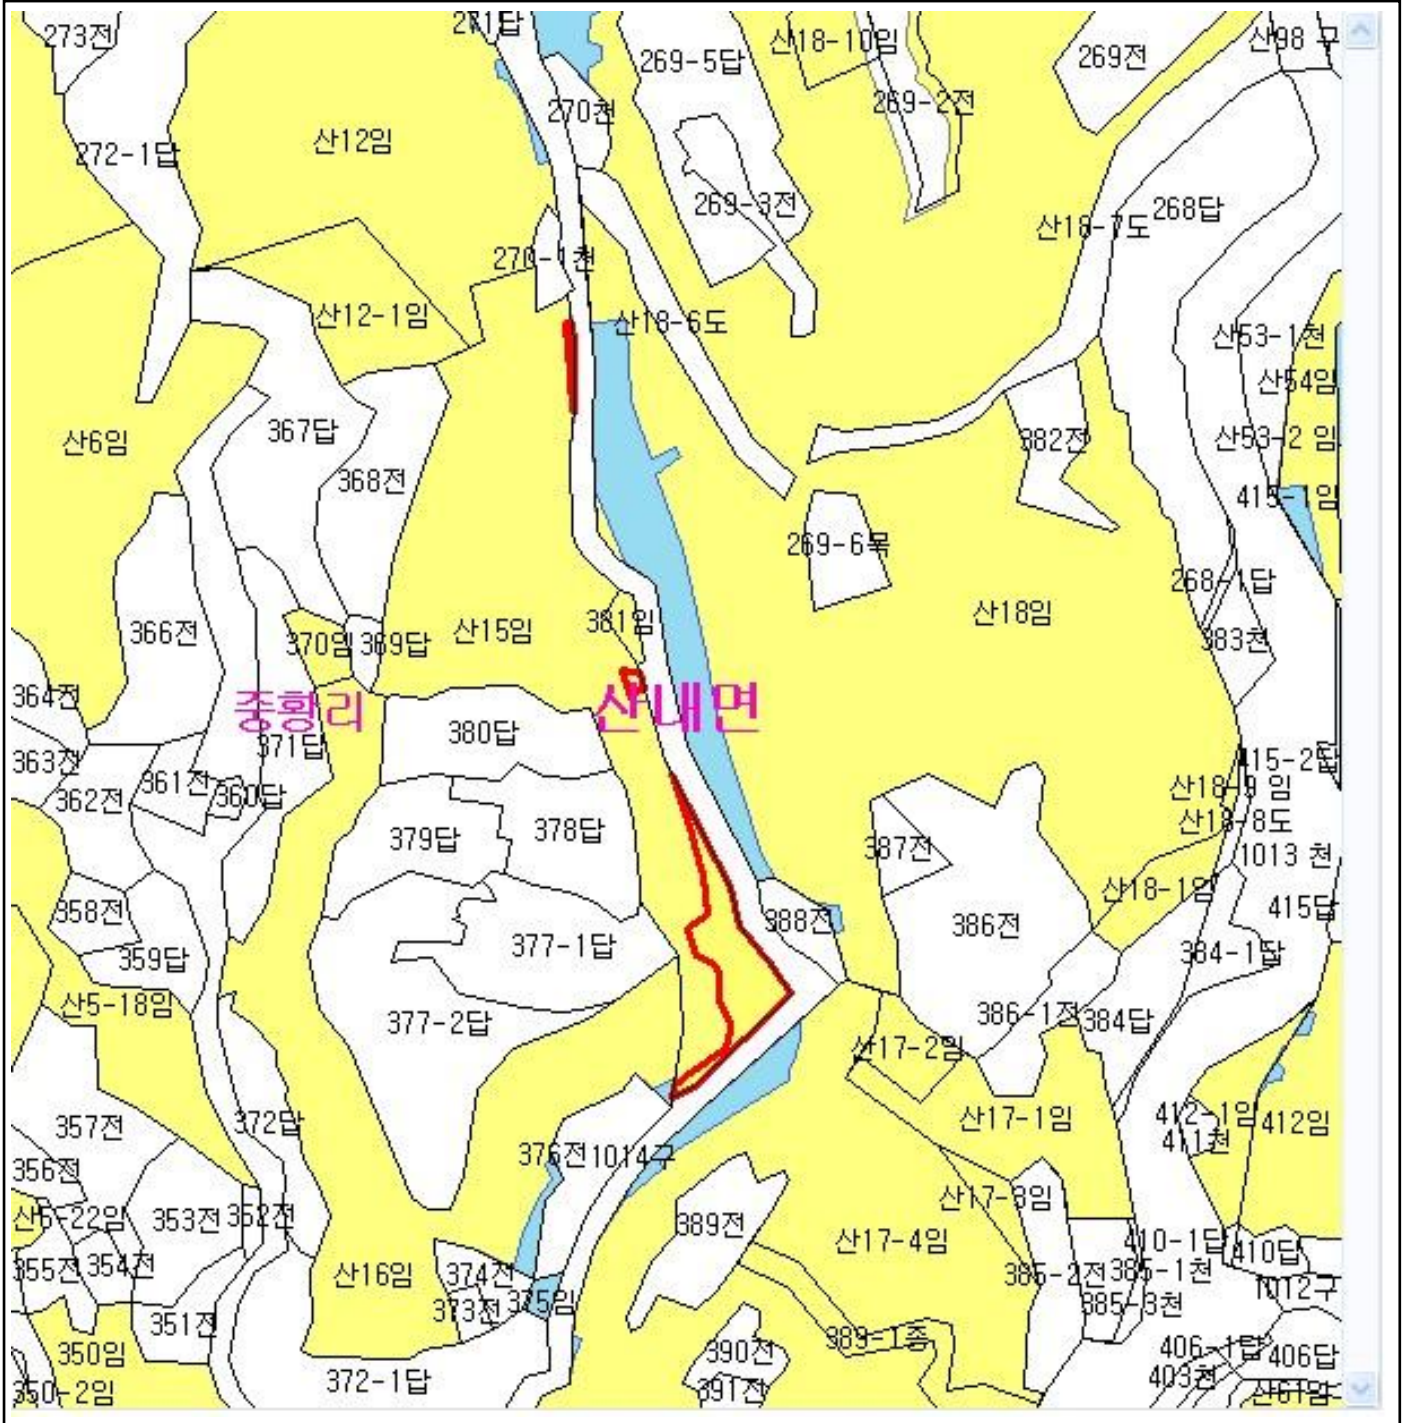 273전
271답
산18-10임
269전
산98 구
269-5답
270천
269-2전
산12임
272-1답
269-3전
268답
산18-7도
270-1천
산12-1임
산18-6도
산53-1천
산54임
367답
산6임
382전
산53-2 임
368전
415-1임
269-6목
268-1답
산18임
366전
370임
369답
산15임
381임
383천
364전
중황리
산내면
371답
380답
363전
415-2답
361전
360답
362전
산18-9 임
379답
378답
산18-8도
387전
1013 천
산18-1임
358전
388전
386전
415답
359답
377-1답
384-1답
산5-18임
377-2답
386-1전
384답
산17-2임
357전
372답
산17-1임
412-1임
412임
411천
356전
376전
1014구
산17-3임
산5-22임
353전
352전
389전
산17-4임
410-1답
410답
355전
354전
산16임
374전
385-2전
385-1천
1012구
373전
375임
385-3천
351전
389-1종
350임
390전
406-1답
406답
372-1답
403천
350-2임
391전
산61임